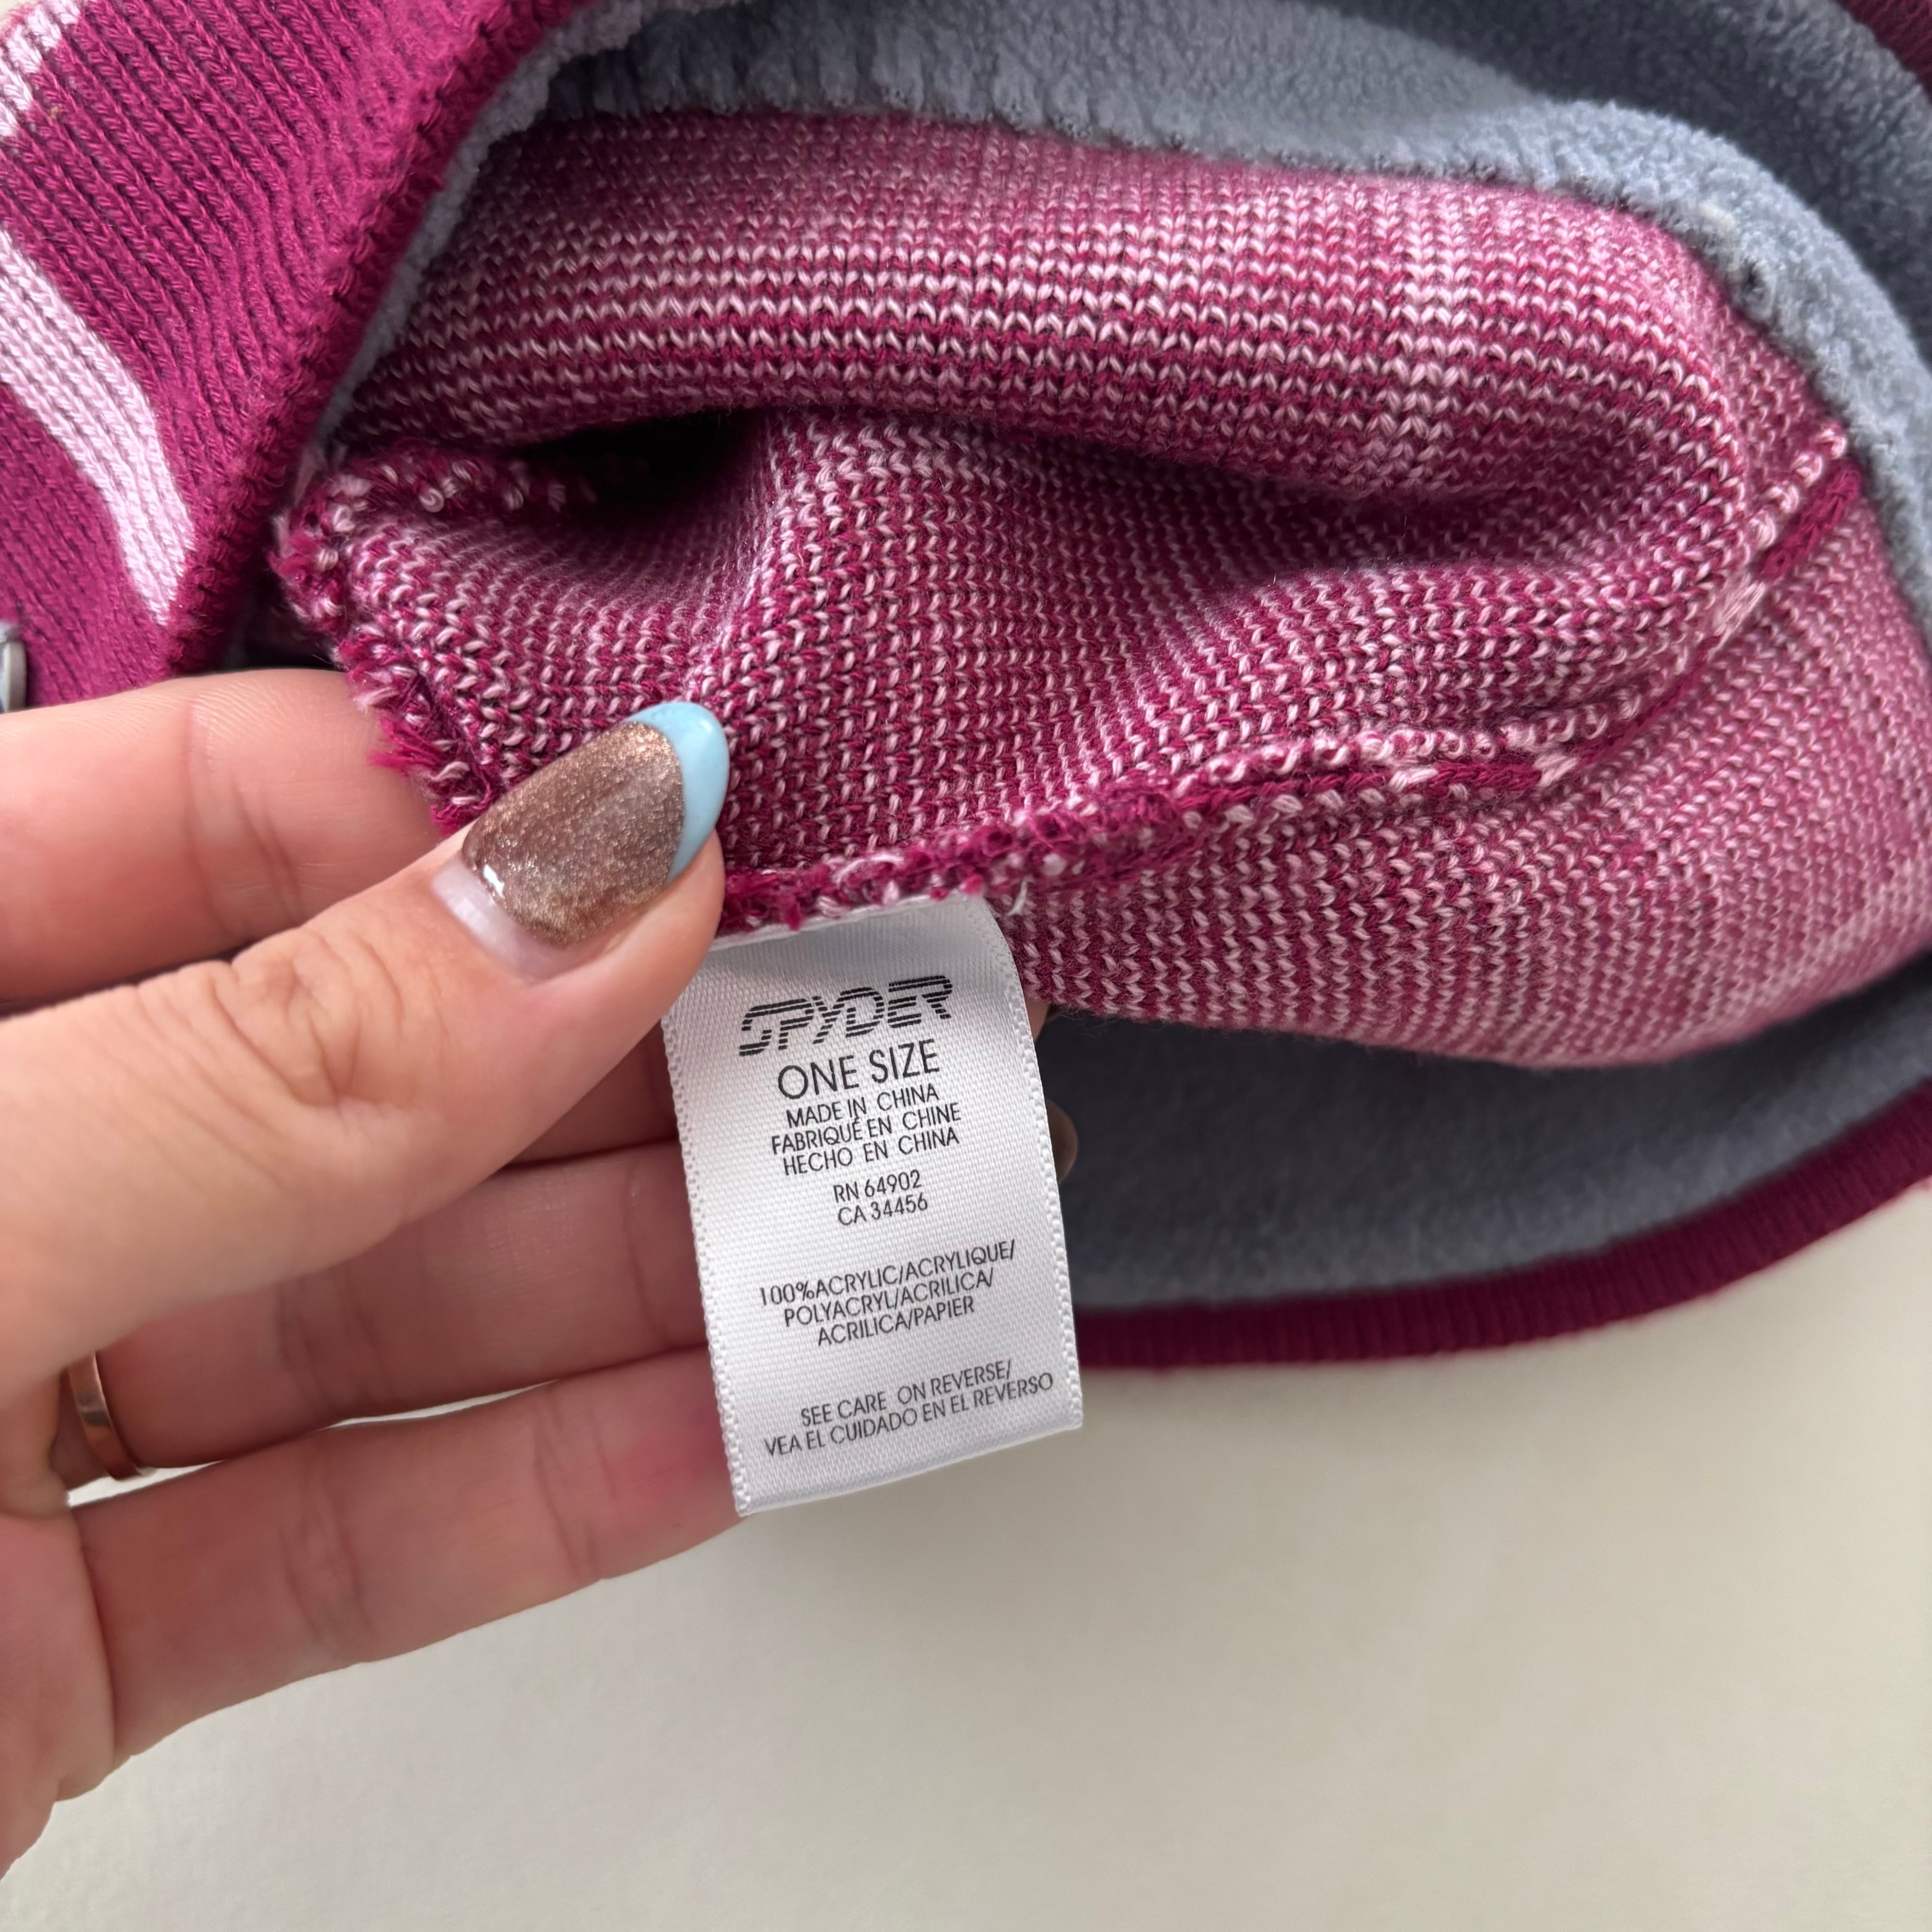 SPYDER
ONE SIZE
MADE IN CHINA
FABRIQUÉ EN CHINE
HECHO EN CHINA
RN 64902
CA 34456
100%ACRYLIC/ACRYLIQUE/
POLYACRYL/ACRILICA/
ACRILICA/PAPIER
SEE CARE ON REVERSE/
VEA EL CUIDADO EN EL REVERSO